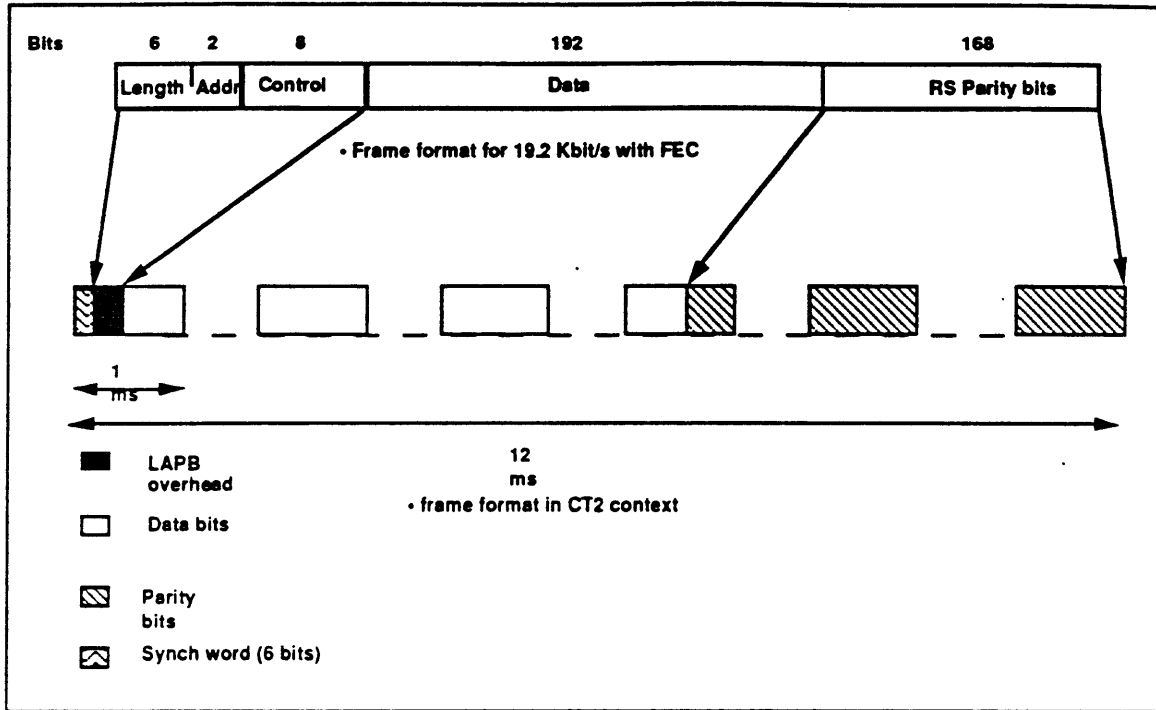 Bits 6 2 8 192 168
Length Addr Control Data RS Parity bits
• Frame format for 19.2 Kbit/s with FEC
1
ms
12
ms
• frame format in CT2 context
LAPB
overhead
Data bits
Parity
bits
Synch word (6 bits)